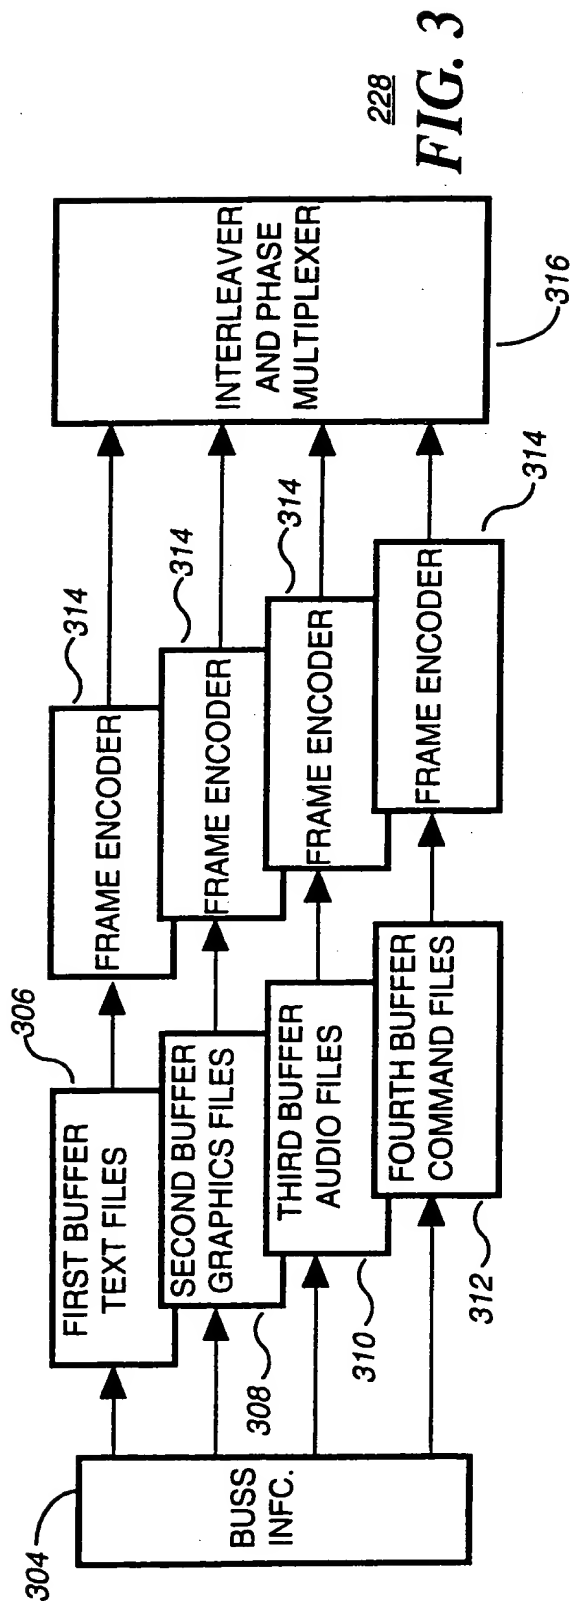 304
BUSS
INFC.
306
FIRST BUFFER
TEXT FILES
SECOND BUFFER
GRAPHICS FILES
308
THIRD BUFFER
AUDIO FILES
310
FOURTH BUFFER
COMMAND FILES
312
FRAME ENCODER
314
FRAME ENCODER
314
FRAME ENCODER
314
FRAME ENCODER
314
INTERLEAVER
AND PHASE
MULTIPLEXER
316
228
FIG. 3